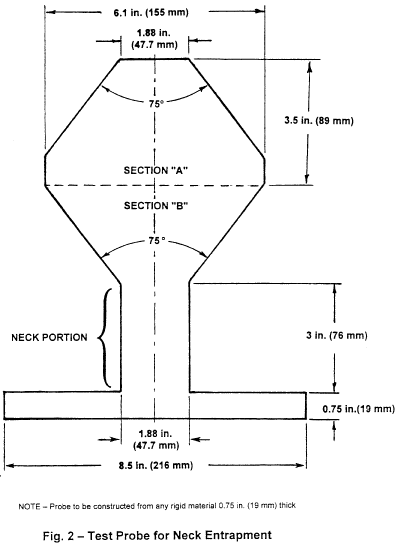 6.1 in. (155 mm)
1.88 in.
(47.7 mm)
75°
3.5 in. (89 mm)
SECTION "A"
SECTION "B"
75°
NECK PORTION
3 in. (76 mm)
0.75 in.(19 mm)
1.88 in.
(47.7 mm)
8.5 in. (216 mm)
NOTE – Probe to be constructed from any rigid material 0.75 in. (19 mm) thick
Fig. 2 – Test Probe for Neck Entrapment